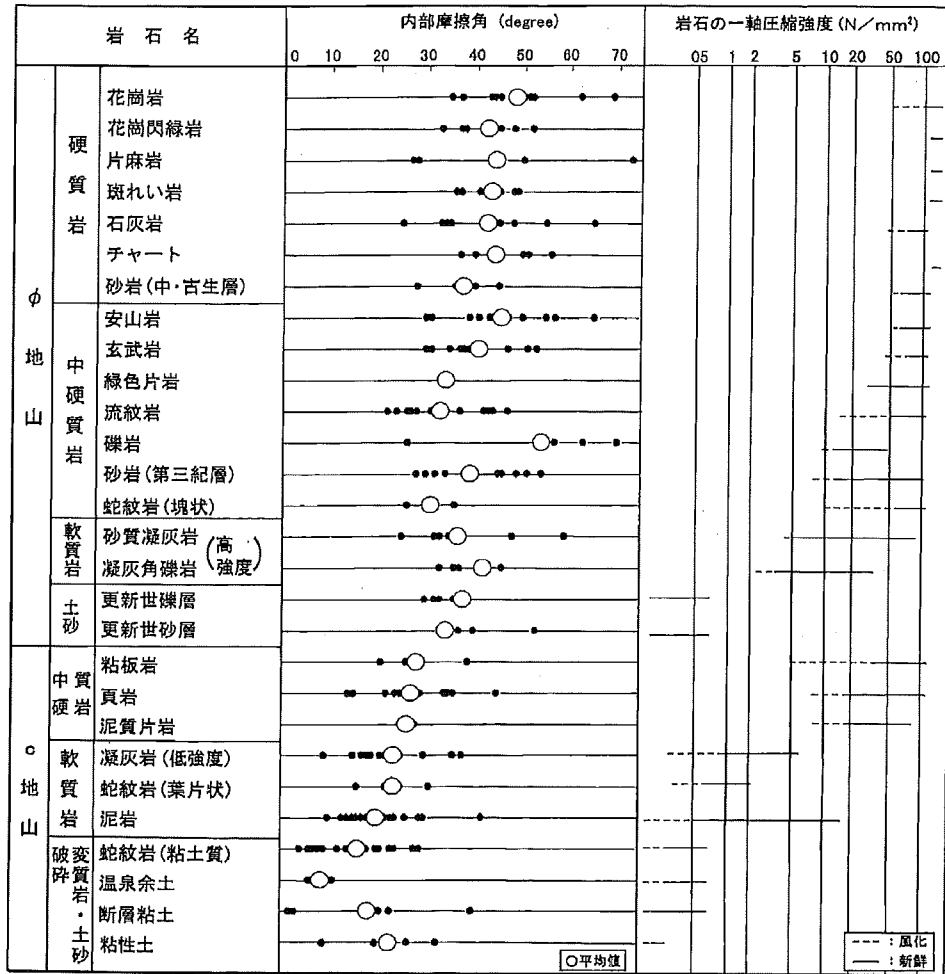 岩石名
内部摩擦角 (degree)
0 10 20 30 40 50 60 70
岩石の一軸圧縮強度 (N/mm²)
05 1 2 5 10 20 50 100
φ地山
硬質岩
花崗岩
花崗閃緑岩
片麻岩
斑れい岩
石灰岩
チャート
砂岩(中・古生層)
中硬質岩
安山岩
玄武岩
緑色片岩
流紋岩
礫岩
砂岩(第三紀層)
蛇紋岩(塊状)
軟質岩
砂質凝灰岩
凝灰角礫岩
(高強度)
土砂
更新世礫層
更新世砂層
c地山
中硬質岩
粘板岩
頁岩
泥質片岩
軟質岩
凝灰岩(低強度)
蛇紋岩(葉片状)
泥岩
破砕変質岩・土砂
蛇紋岩(粘土質)
温泉余土
断層粘土
粘性土
○平均値
---- : 風化
—— : 新鮮